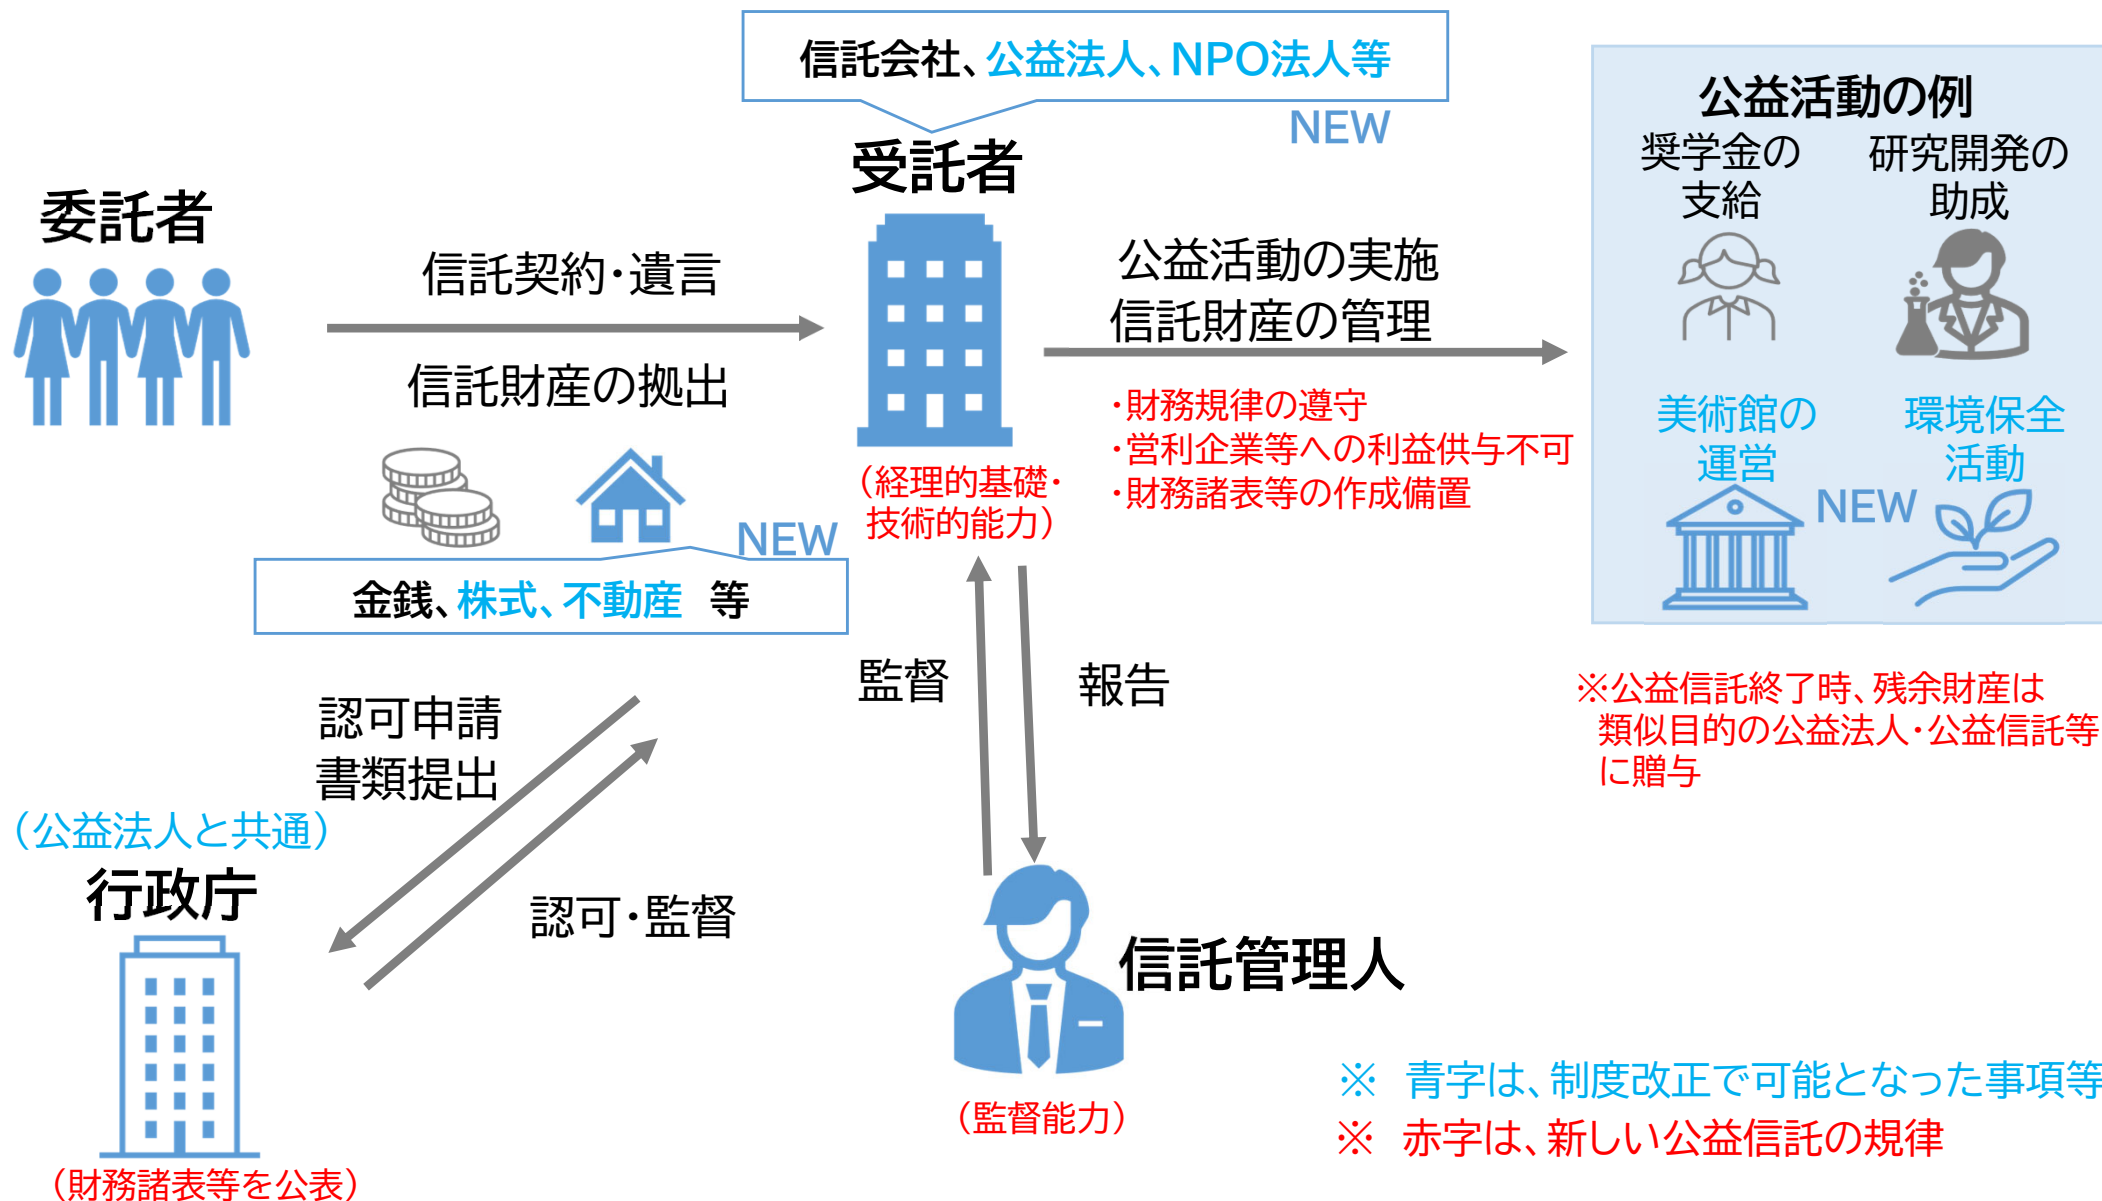 信託会社、公益法人、NPO法人等
NEW
受託者
委託者
信託契約・遺言
信託財産の拠出
NEW
金銭、株式、不動産　等
（経理的基礎・
技術的能力）
公益活動の実施
信託財産の管理
・財務規律の遵守
・営利企業等への利益供与不可
・財務諸表等の作成備置
公益活動の例
奨学金の
支給
研究開発の
助成
美術館の
運営
環境保全
活動
NEW
※公益信託終了時、残余財産は
類似目的の公益法人・公益信託等
に贈与
監督
報告
認可申請
書類提出
認可・監督
（公益法人と共通）
行政庁
（財務諸表等を公表）
信託管理人
（監督能力）
※　青字は、制度改正で可能となった事項等
※　赤字は、新しい公益信託の規律